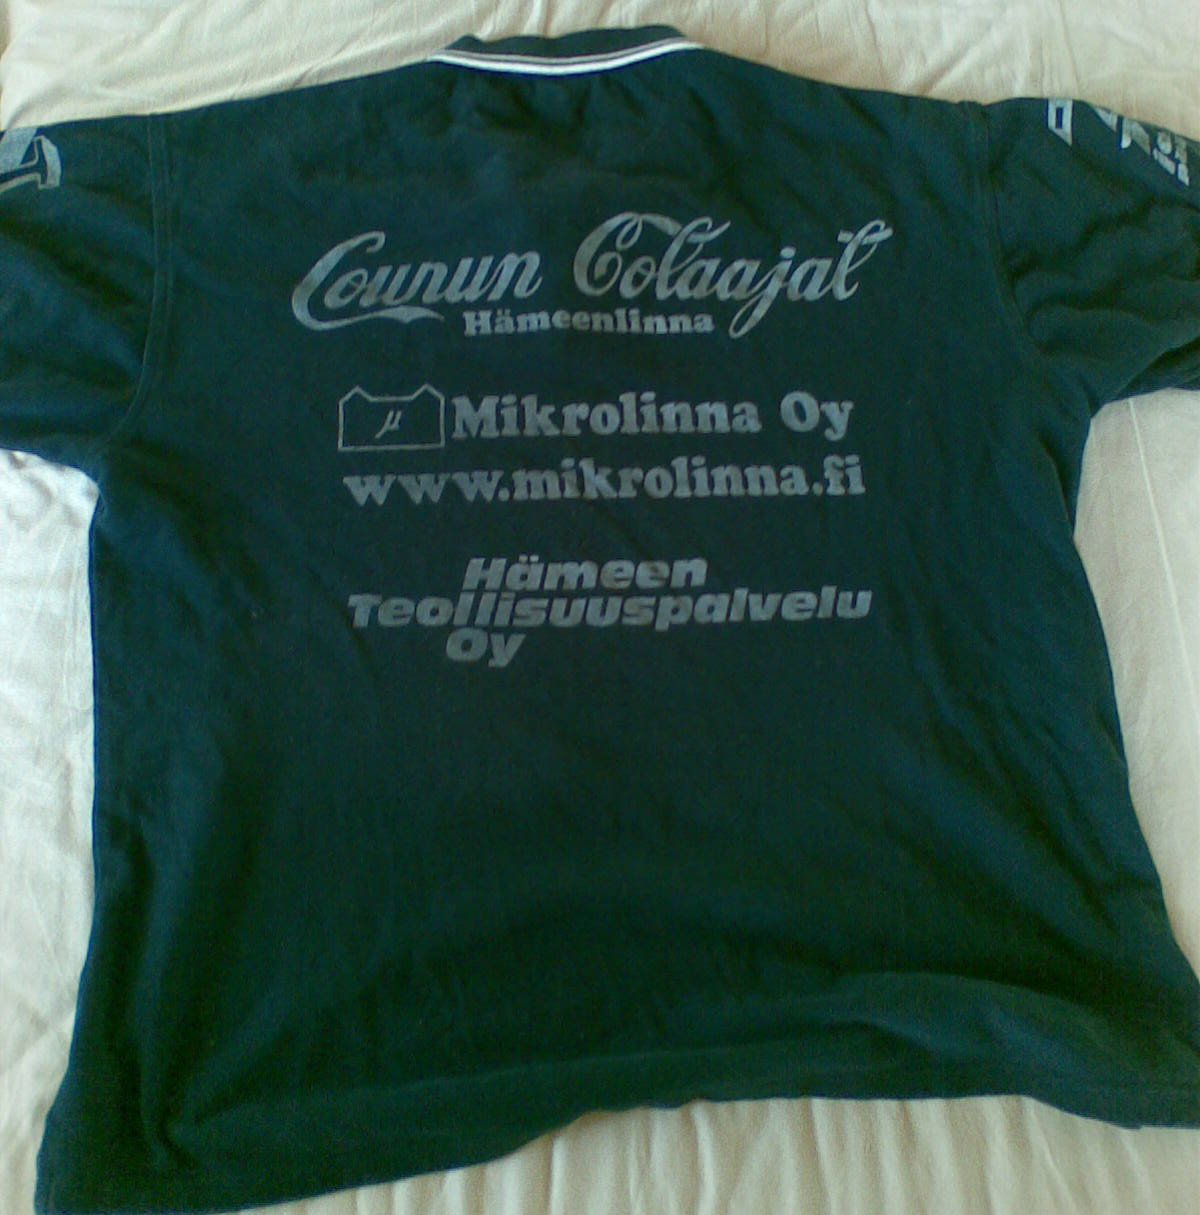 Counun Colaajat
Hämeenlinna
µ Mikrolinna Oy
www.mikrolinna.fi
Hämeen
Teollisuuspalvelu
Oy